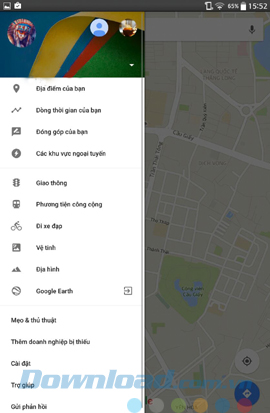 65% 15:52
Địa điểm của bạn
Dòng thời gian của bạn
Đóng góp của bạn
Các khu vực ngoại tuyến
Giao thông
Phương tiện công cộng
Đi xe đạp
Vệ tinh
Địa hình
Google Earth
Mẹo & thủ thuật
Thêm doanh nghiệp bị thiếu
Cài đặt
Trợ giúp
Gửi phản hồi
Download.com.vn